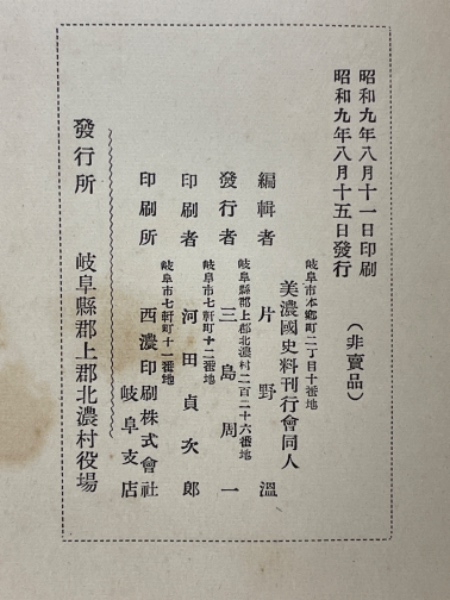 昭和九年八月十一日印刷
昭和九年八月十五日發行
(非賣品)
岐阜市本鄕町二丁目十番地
美濃國史料刊行會同人
編輯者 片野溫
岐阜縣郡上郡北濃村二百二十六番地
發行者 三島周一
岐阜市七軒町十二番地
印刷者 河田貞次郎
岐阜市七軒町十一番地
印刷所 西濃印刷株式會社
岐阜支店
發行所 岐阜縣郡上郡北濃村役場